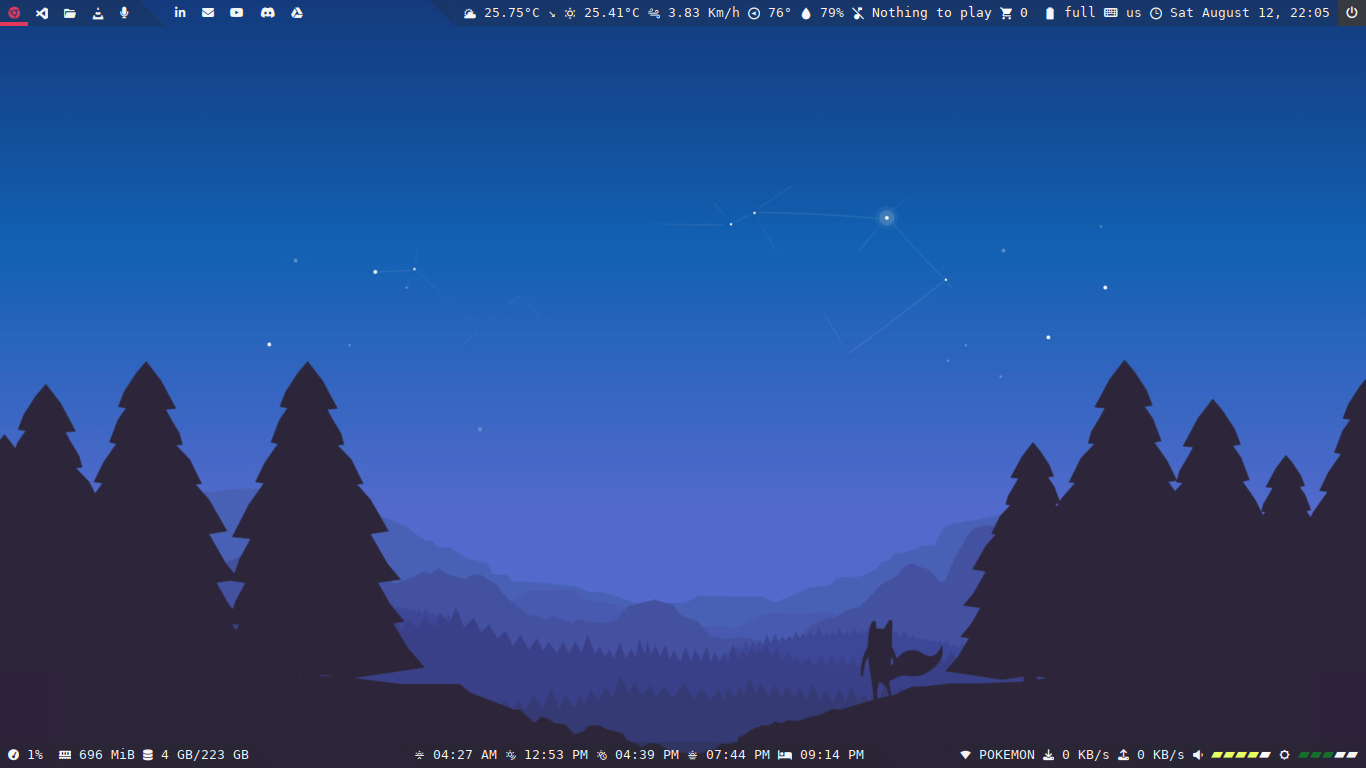 in 25.75°C ↘ 25.41°C 3.83 Km/h 76° 79% Nothing to play 0 full us Sat August 12, 22:05
1% 696 MiB 4 GB/223 GB 04:27 AM 12:53 PM 04:39 PM 07:44 PM 09:14 PM POKEMON 0 KB/s 0 KB/s